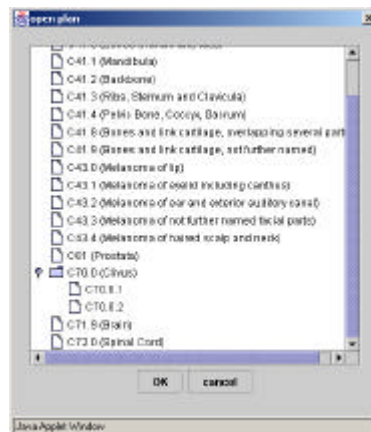 open plan
C41.1 (Mandibula)
C41.2 (Backbone)
C41.3 (Ribs, Sternum and Clavicula)
C41.4 (Pelvis Bone, Coccyx, Sacrum)
C41.8 (Bones and link cartilage, overlapping several part
C41.9 (Bones and link cartilage, not further named)
C43.0 (Melanoma of lip)
C43.1 (Melanoma of eyelid including canthus)
C43.2 (Melanoma of ear and exterior auditory canal)
C43.3 (Melanoma of not further named facial parts)
C43.4 (Melanoma of haired scalp and neck)
C61 (Prostata)
C70.0 (Clivus)
C70.0.1
C70.0.2
C71.9 (Brain)
C72.0 (Spinal Cord)
OK cancel
Java Applet Window